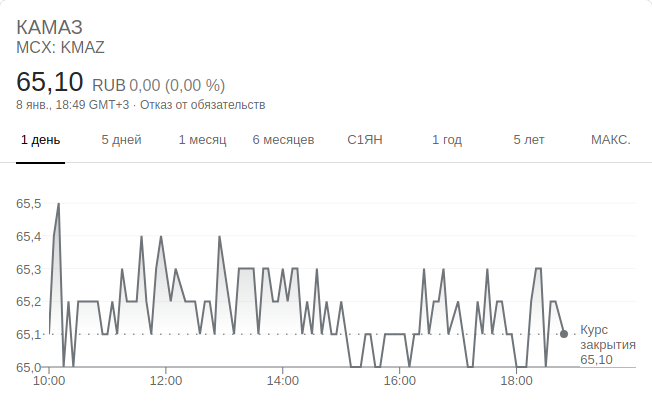 КАМАЗ
MCX: KMAZ
65,10 RUB 0,00 (0,00 %)
8 янв., 18:49 GMT+3 · Отказ от обязательств
1 день 5 дней 1 месяц 6 месяцев С1ЯН 1 год 5 лет МАКС.
65,5
65,4
65,3
65,2
65,1
65,0
Курс
закрытия
65,10
10:00 12:00 14:00 16:00 18:00